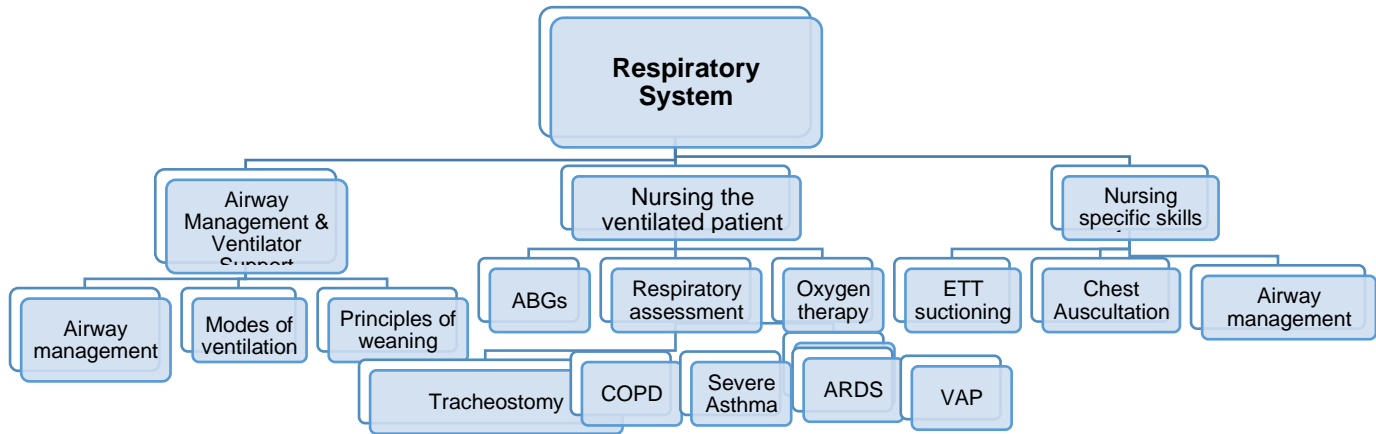 Respiratory
System
Airway
Management &
Ventilator
Support
Nursing the
ventilated patient
Nursing
specific skills
Airway
management
Modes of
ventilation
Principles of
weaning
ABGs
Respiratory
assessment
Oxygen
therapy
ETT
suctioning
Chest
Auscultation
Airway
management
Tracheostomy
COPD
Severe
Asthma
ARDS
VAP